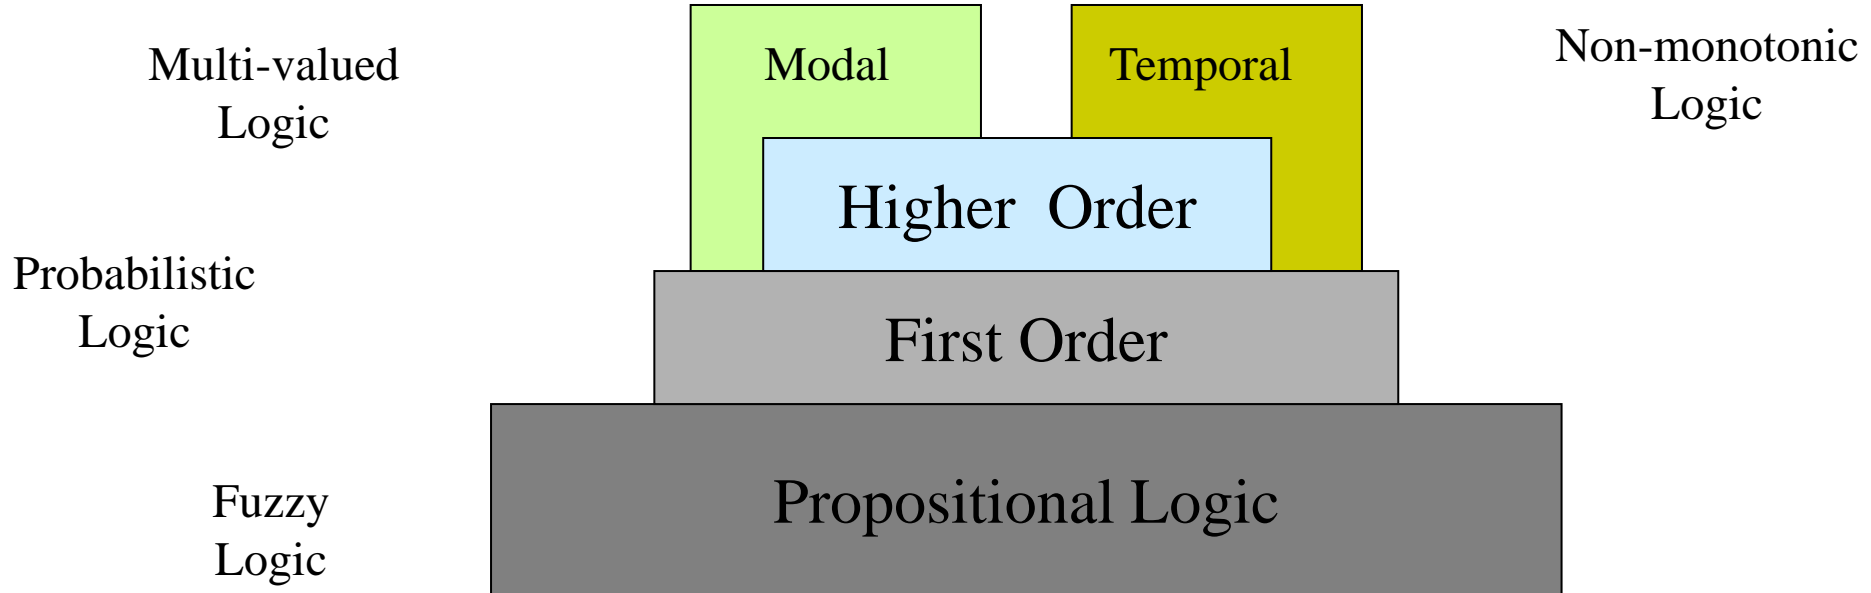 Multi-valued
Logic
Modal
Temporal
Non-monotonic
Logic
Higher Order
Probabilistic
Logic
First Order
Propositional Logic
Fuzzy
Logic